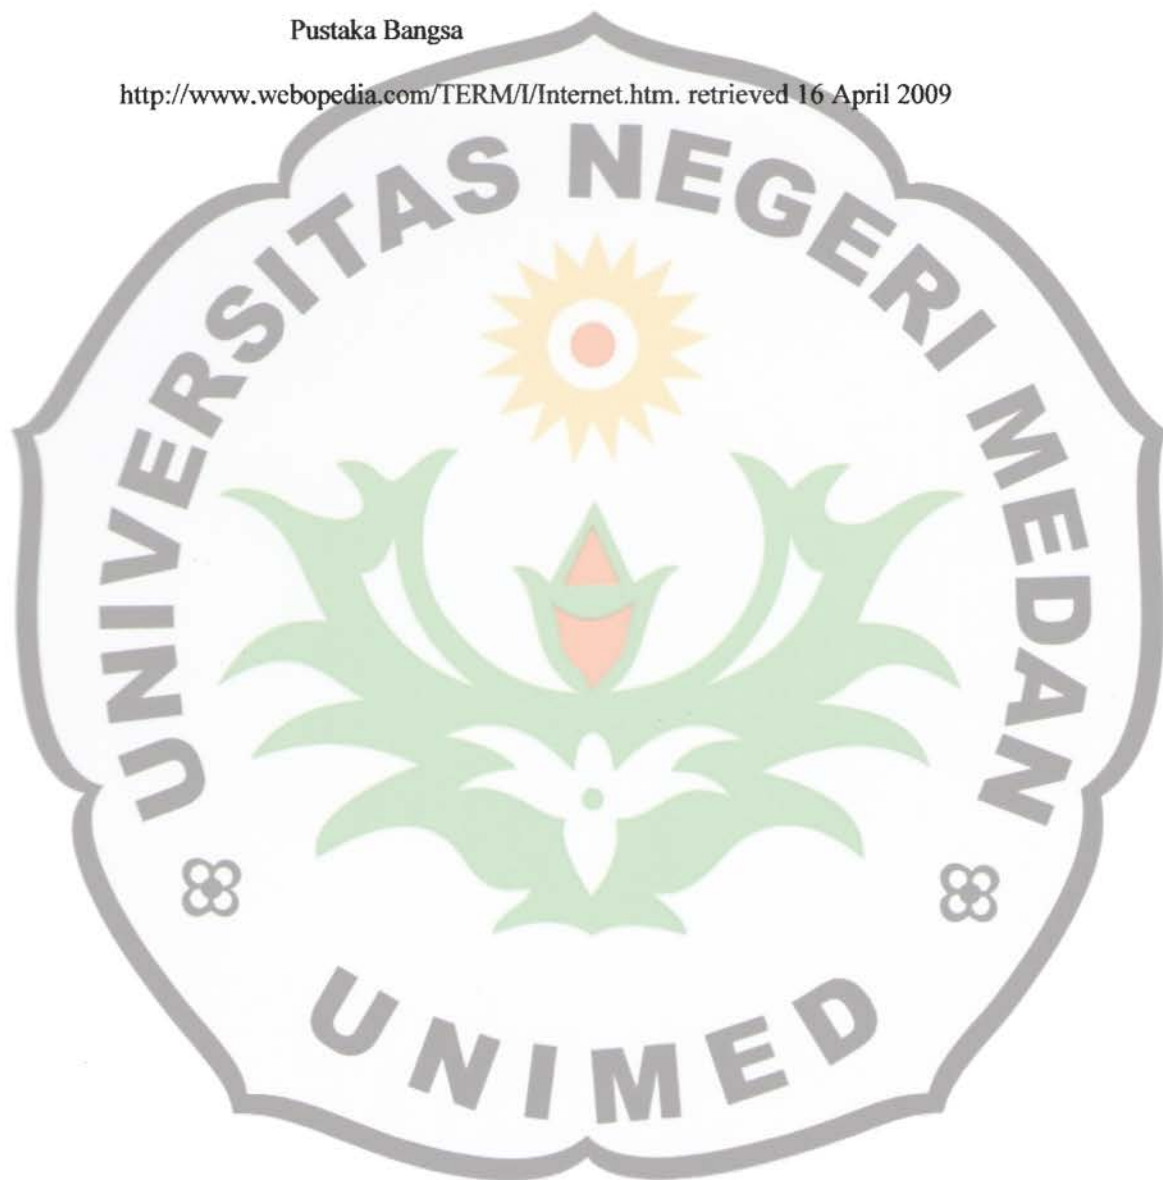 Pustaka Bangsa
http://www.webopedia.com/TERM/I/Internet.htm. retrieved 16 April 2009
UNIVERSITAS NEGERI MEDAN
UNIMED